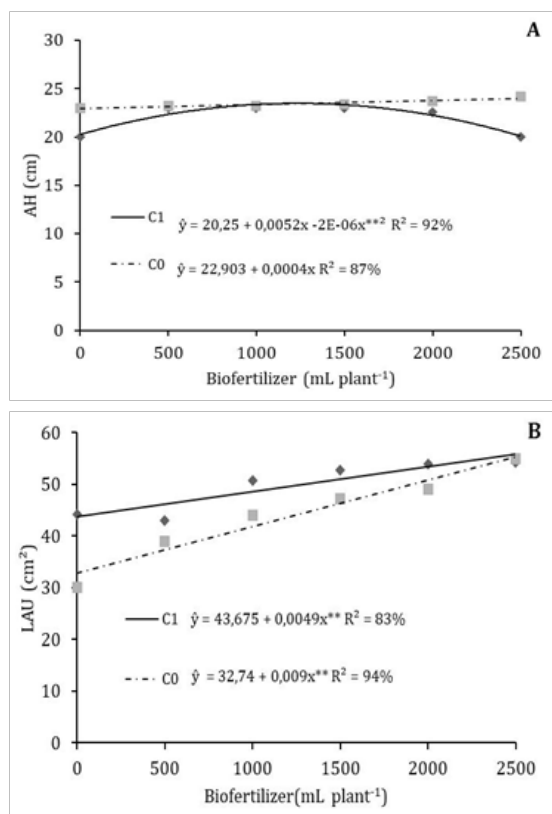 A
30
25
20
15
10
5
0
AH (cm)
C1 ŷ = 20,25 + 0,0052x -2E-06x**² R² = 92%
C0 ŷ = 22,903 + 0,0004x R² = 87%
0 500 1000 1500 2000 2500
Biofertilizer (mL plant⁻¹)
B
60
50
40
30
20
10
0
LAU (cm²)
C1 ŷ = 43,675 + 0,0049x** R² = 83%
C0 ŷ = 32,74 + 0,009x** R² = 94%
0 500 1000 1500 2000 2500
Biofertilizer(mL plant⁻¹)